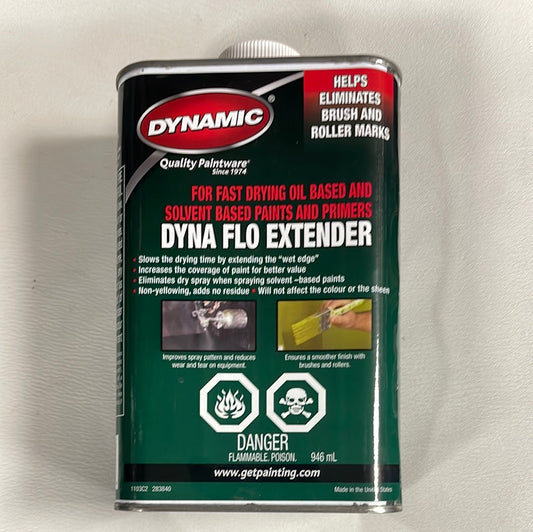 HELPS
ELIMINATES
BRUSH AND
ROLLER MARKS
DYNAMIC®
Quality Paintware®
Since 1974
FOR FAST DRYING OIL BASED AND
SOLVENT BASED PAINTS AND PRIMERS
DYNA FLO EXTENDER
• Slows the drying time by extending the "wet edge"
• Increases the coverage of paint for better value
• Eliminates dry spray when spraying solvent –based paints
• Non-yellowing, adds no residue • Will not affect the colour or the sheen
Improves spray pattern and reduces
wear and tear on equipment.
Ensures a smoother finish with
brushes and rollers.
DANGER
FLAMMABLE. POISON. 946 mL
www.getpainting.com
1103C2 283840 Made in the United States